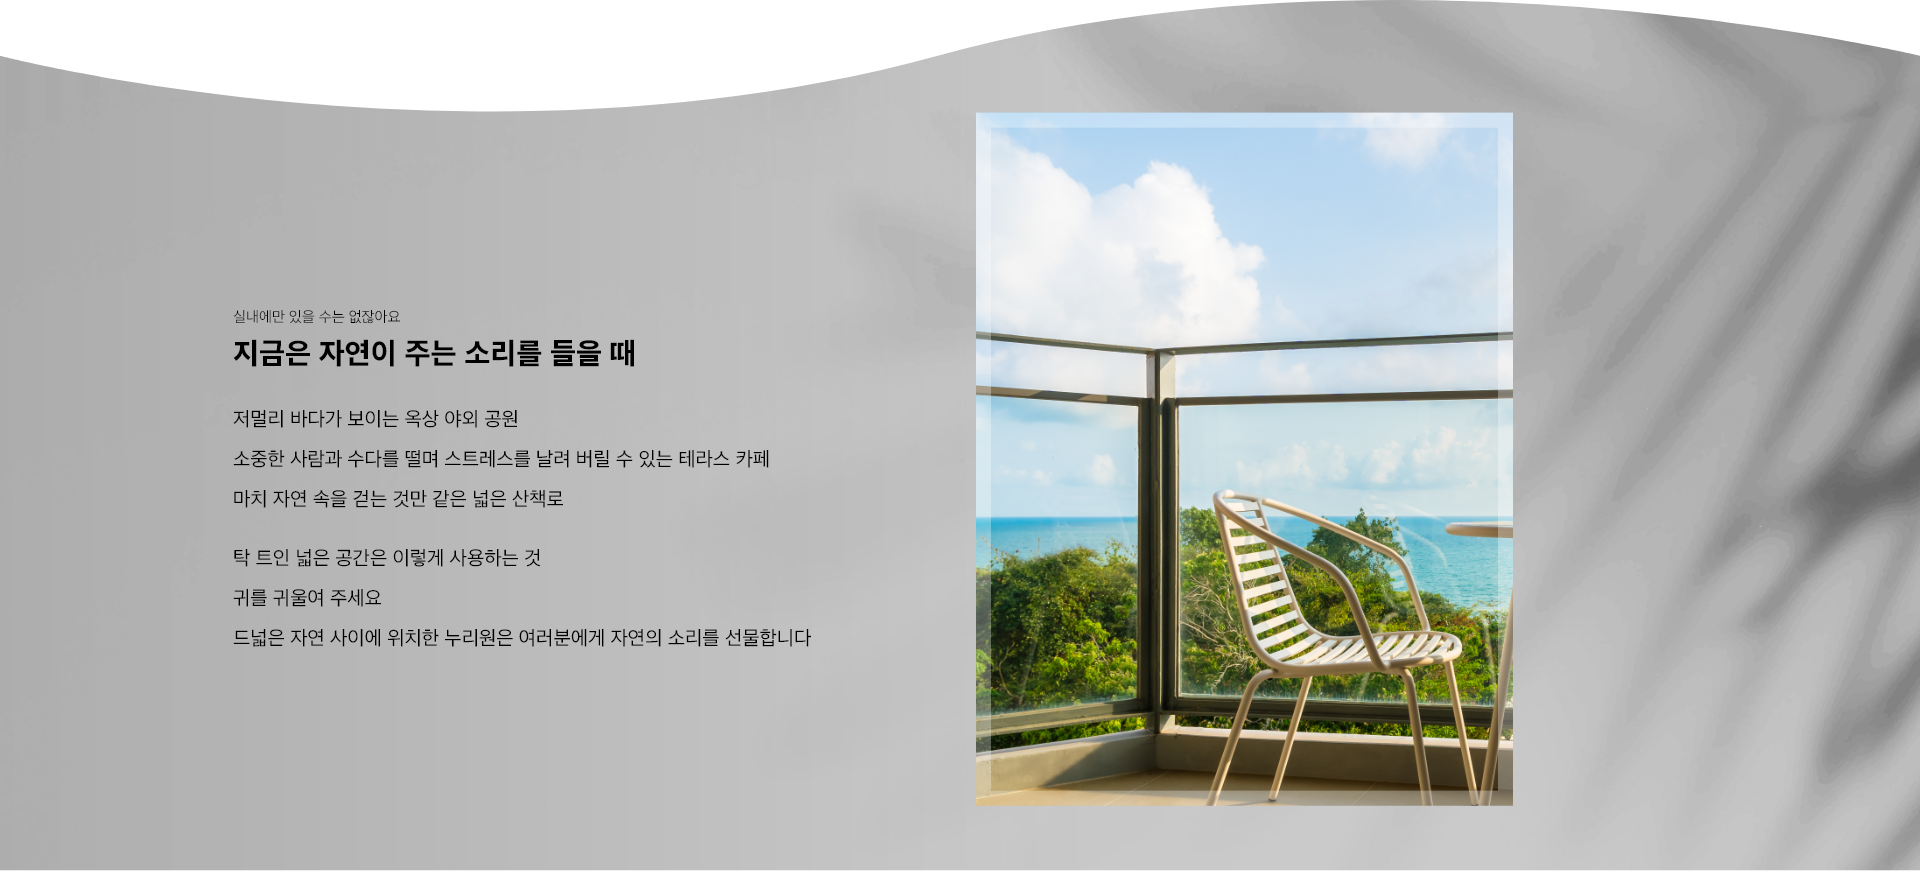 실내에만 있을 수는 없잖아요
지금은 자연이 주는 소리를 들을 때
저멀리 바다가 보이는 옥상 야외 공원
소중한 사람과 수다를 떨며 스트레스를 날려 버릴 수 있는 테라스 카페
마치 자연 속을 걷는 것만 같은 넓은 산책로
탁 트인 넓은 공간은 이렇게 사용하는 것
귀를 귀울여 주세요
드넓은 자연 사이에 위치한 누리원은 여러분에게 자연의 소리를 선물합니다